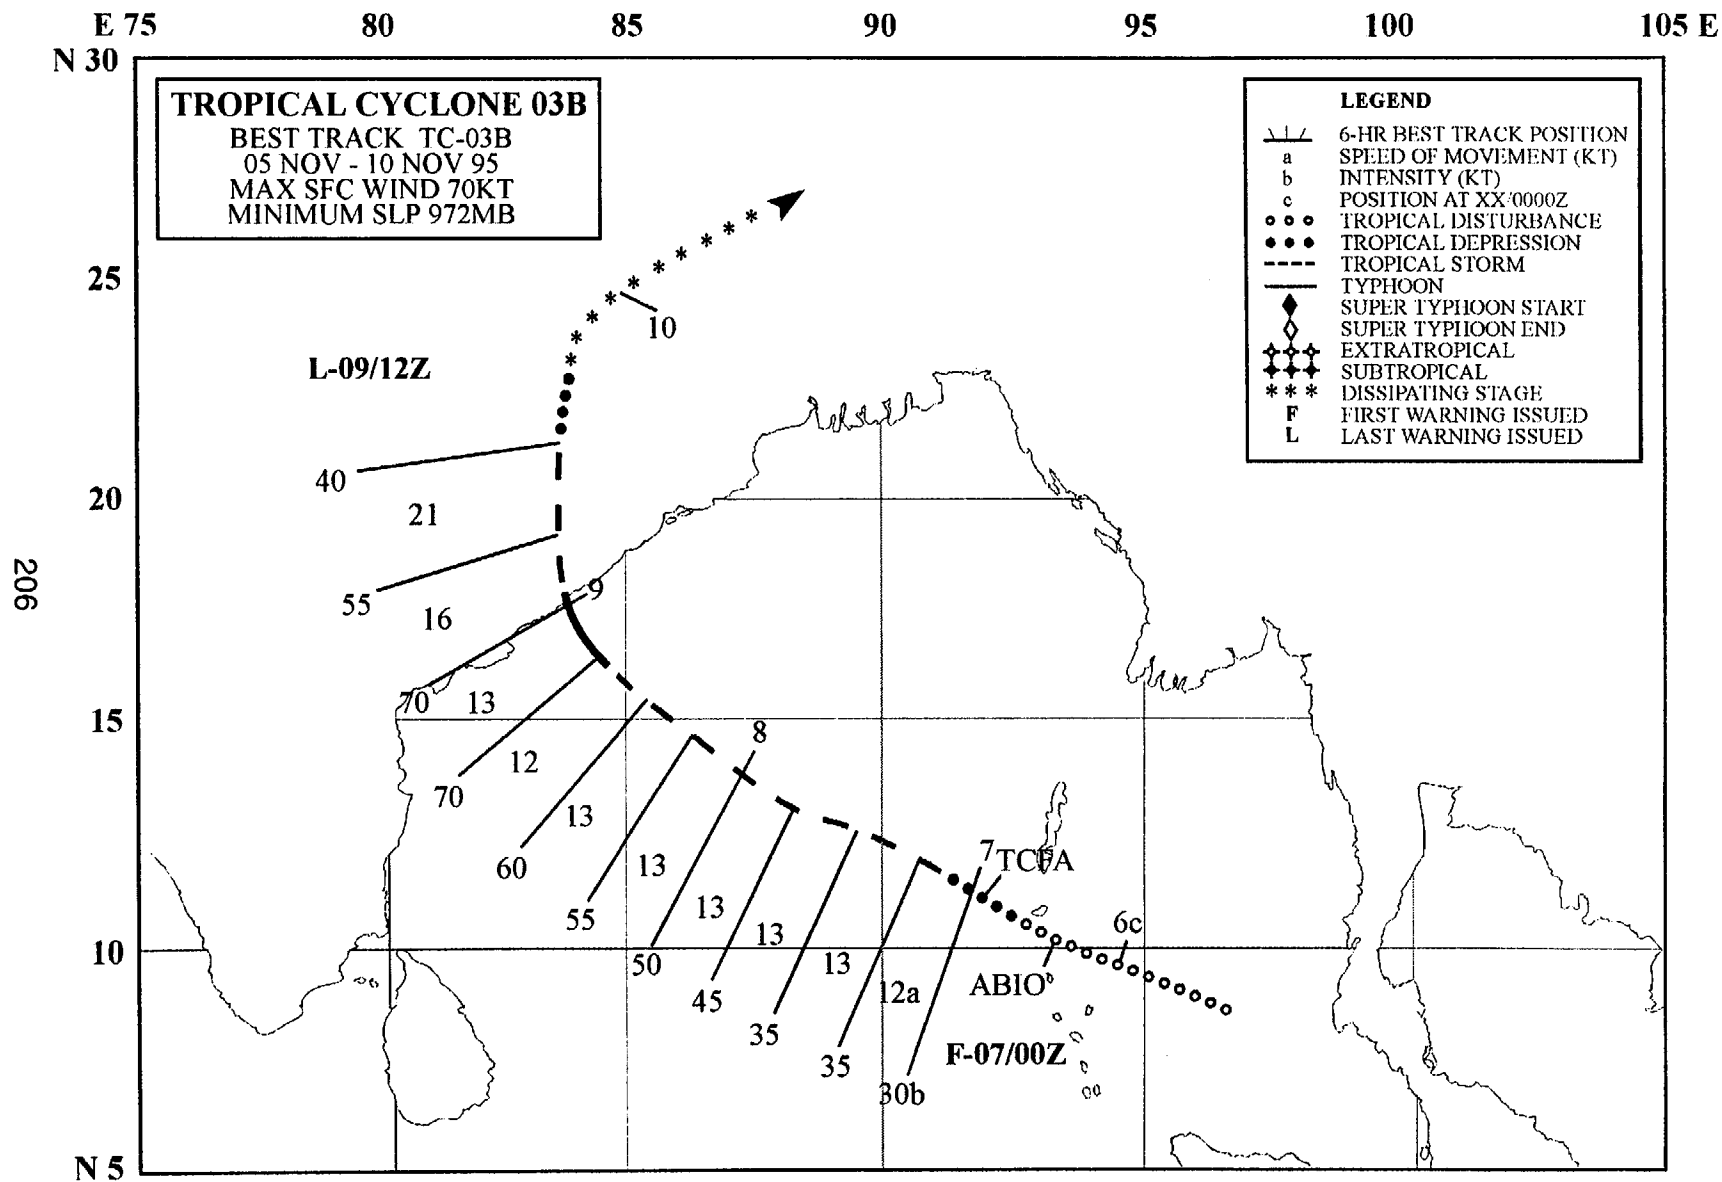 E 75 80 85 90 95 100 105 E
N 30
TROPICAL CYCLONE 03B
BEST TRACK TC-03B
05 NOV - 10 NOV 95
MAX SFC WIND 70KT
MINIMUM SLP 972MB
LEGEND
6-HR BEST TRACK POSITION
a SPEED OF MOVEMENT (KT)
b INTENSITY (KT)
c POSITION AT XX/0000Z
TROPICAL DISTURBANCE
TROPICAL DEPRESSION
TROPICAL STORM
TYPHOON
SUPER TYPHOON START
SUPER TYPHOON END
EXTRATROPICAL
SUBTROPICAL
* * * DISSIPATING STAGE
F FIRST WARNING ISSUED
L LAST WARNING ISSUED
25
10
L-09/12Z
40
20
21
55
16
9
206
70 13
15
8
12
70
13
60
13
7
TCFA
55
13
6c
13
10
50
13
45
12a
ABIO
35
35
F-07/00Z
30b
13
N 5